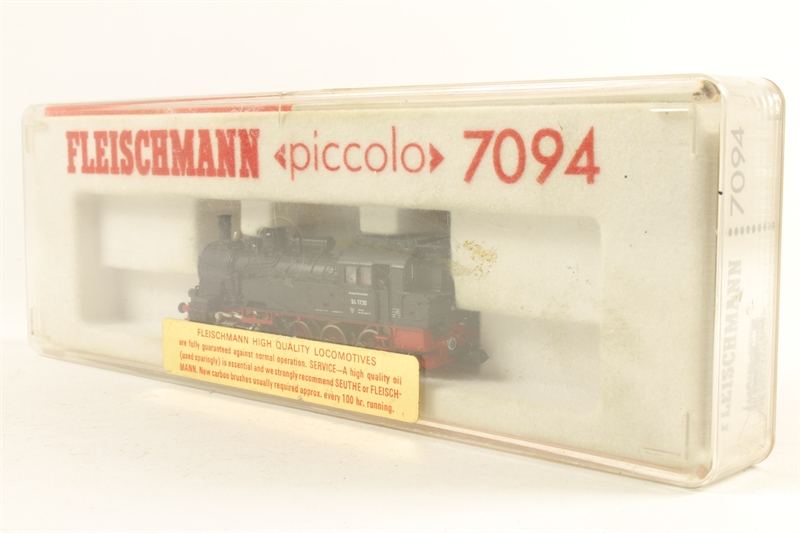 FLEISCHMANN «piccolo» 7094
94 1730
FLEISCHMANN HIGH QUALITY LOCOMOTIVES
are fully guaranteed against normal operation. SERVICE—A high quality oil
(used sparingly) is essential and we strongly recommend SEUTHE or FLEISCH-
MANN. New carbon brushes usually required approx. every 100 hr. running.
FLEISCHMANN 7094